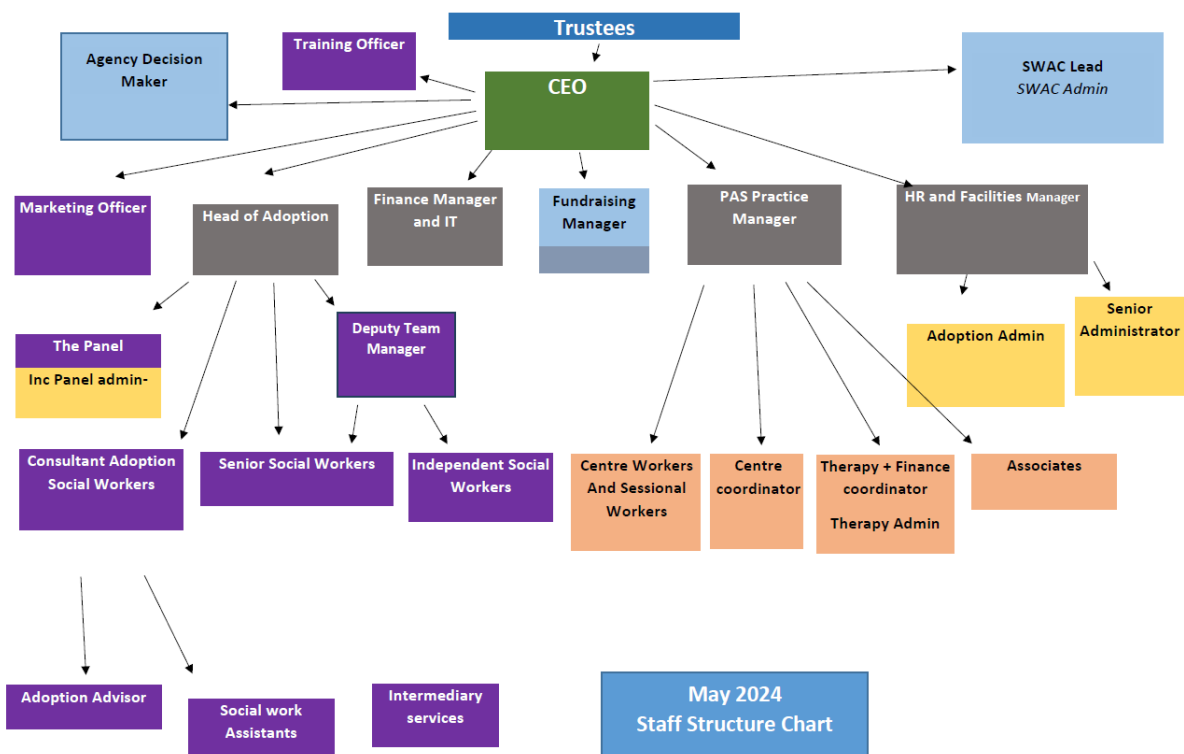 Trustees
Training Officer
Agency Decision
Maker
CEO
SWAC Lead
SWAC Admin
Marketing Officer
Head of Adoption
Finance Manager
and IT
Fundraising
Manager
PAS Practice
Manager
HR and Facilities Manager
The Panel
Inc Panel admin-
Deputy Team
Manager
Adoption Admin
Senior
Administrator
Consultant Adoption
Social Workers
Senior Social Workers
Independent Social
Workers
Centre Workers
And Sessional
Workers
Centre
coordinator
Therapy + Finance
coordinator
Therapy Admin
Associates
Adoption Advisor
Social work
Assistants
Intermediary
services
May 2024
Staff Structure Chart